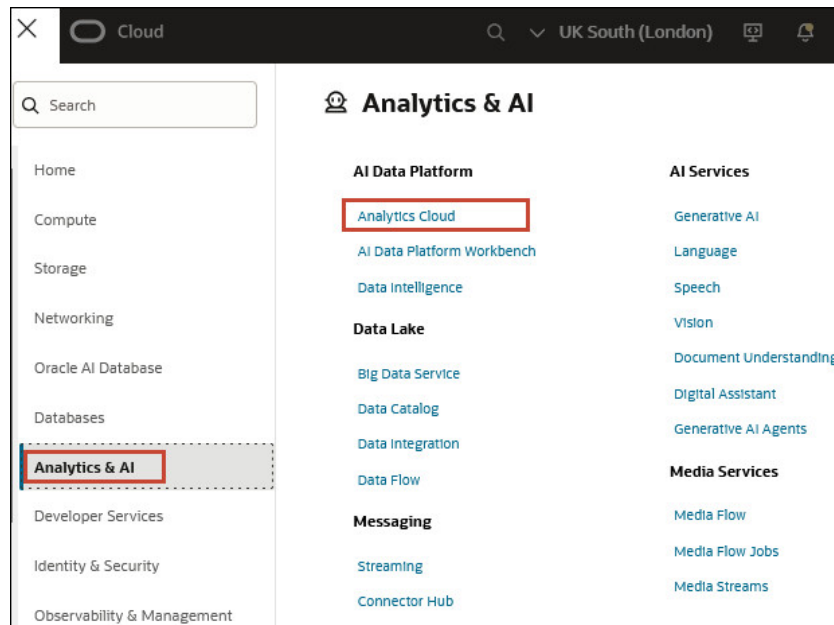 Cloud
UK South (London)
Search
Home
Compute
Storage
Networking
Oracle AI Database
Databases
Analytics & AI
Developer Services
Identity & Security
Observability & Management
Analytics & AI
AI Data Platform
Analytics Cloud
AI Data Platform Workbench
Data Intelligence
Data Lake
Big Data Service
Data Catalog
Data Integration
Data Flow
Messaging
Streaming
Connector Hub
AI Services
Generative AI
Language
Speech
Vision
Document Understanding
Digital Assistant
Generative AI Agents
Media Services
Media Flow
Media Flow Jobs
Media Streams